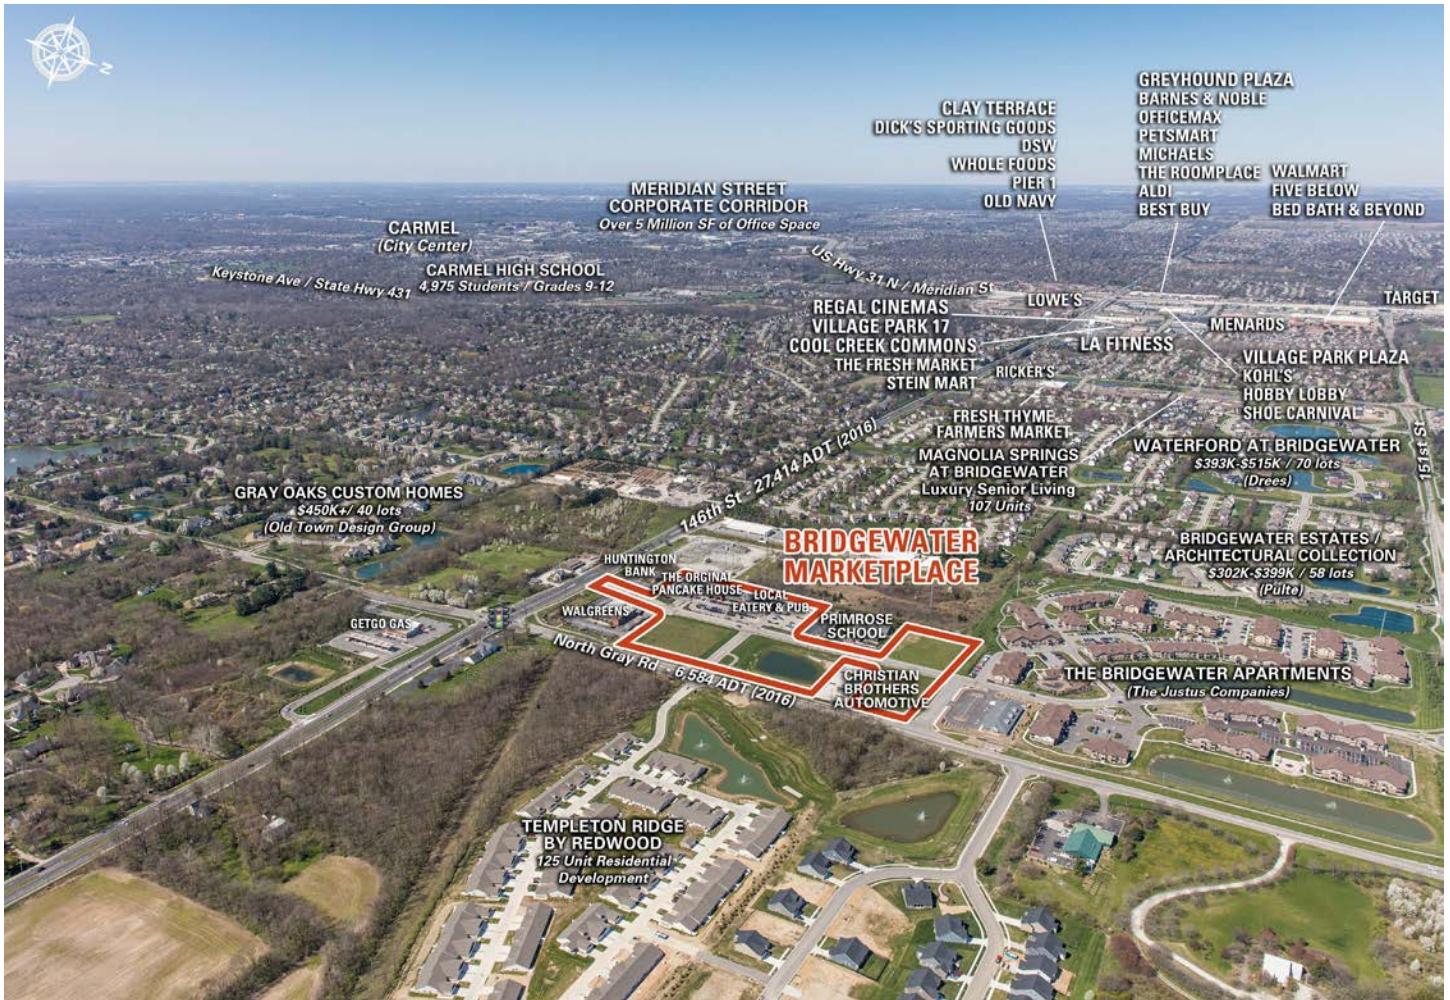 N
GREYHOUND PLAZA
BARNES & NOBLE
OFFICEMAX
PETSMART
MICHAELS
THE ROOMPLACE
ALDI
BEST BUY
CLAY TERRACE
DICK'S SPORTING GOODS
DSW
WHOLE FOODS
PIER 1
OLD NAVY
WALMART
FIVE BELOW
BED BATH & BEYOND
MERIDIAN STREET
CORPORATE CORRIDOR
Over 5 Million SF of Office Space
CARMEL
(City Center)
CARMEL HIGH SCHOOL
4,975 Students / Grades 9-12
Keystone Ave / State Hwy 431
US Hwy 31 N / Meridian St
LOWE'S
TARGET
REGAL CINEMAS
VILLAGE PARK 17
COOL CREEK COMMONS
THE FRESH MARKET
STEIN MART
MENARDS
LA FITNESS
VILLAGE PARK PLAZA
KOHL'S
HOBBY LOBBY
SHOE CARNIVAL
RICKER'S
FRESH THYME
FARMERS MARKET
MAGNOLIA SPRINGS
AT BRIDGEWATER
Luxury Senior Living
107 Units
WATERFORD AT BRIDGEWATER
$393K-$515K / 70 lots
(Drees)
151st St
146th St - 27,414 ADT (2016)
GRAY OAKS CUSTOM HOMES
$450K+/ 40 lots
(Old Town Design Group)
BRIDGEWATER
MARKETPLACE
BRIDGEWATER ESTATES /
ARCHITECTURAL COLLECTION
$302K-$399K / 58 lots
(Pulte)
HUNTINGTON
BANK
THE ORGINAL
PANCAKE HOUSE
LOCAL
EATERY & PUB
WALGREENS
PRIMROSE
SCHOOL
GETGO GAS
North Gray Rd - 6,584 ADT (2016)
CHRISTIAN
BROTHERS
AUTOMOTIVE
THE BRIDGEWATER APARTMENTS
(The Justus Companies)
TEMPLETON RIDGE
BY REDWOOD
125 Unit Residential
Development